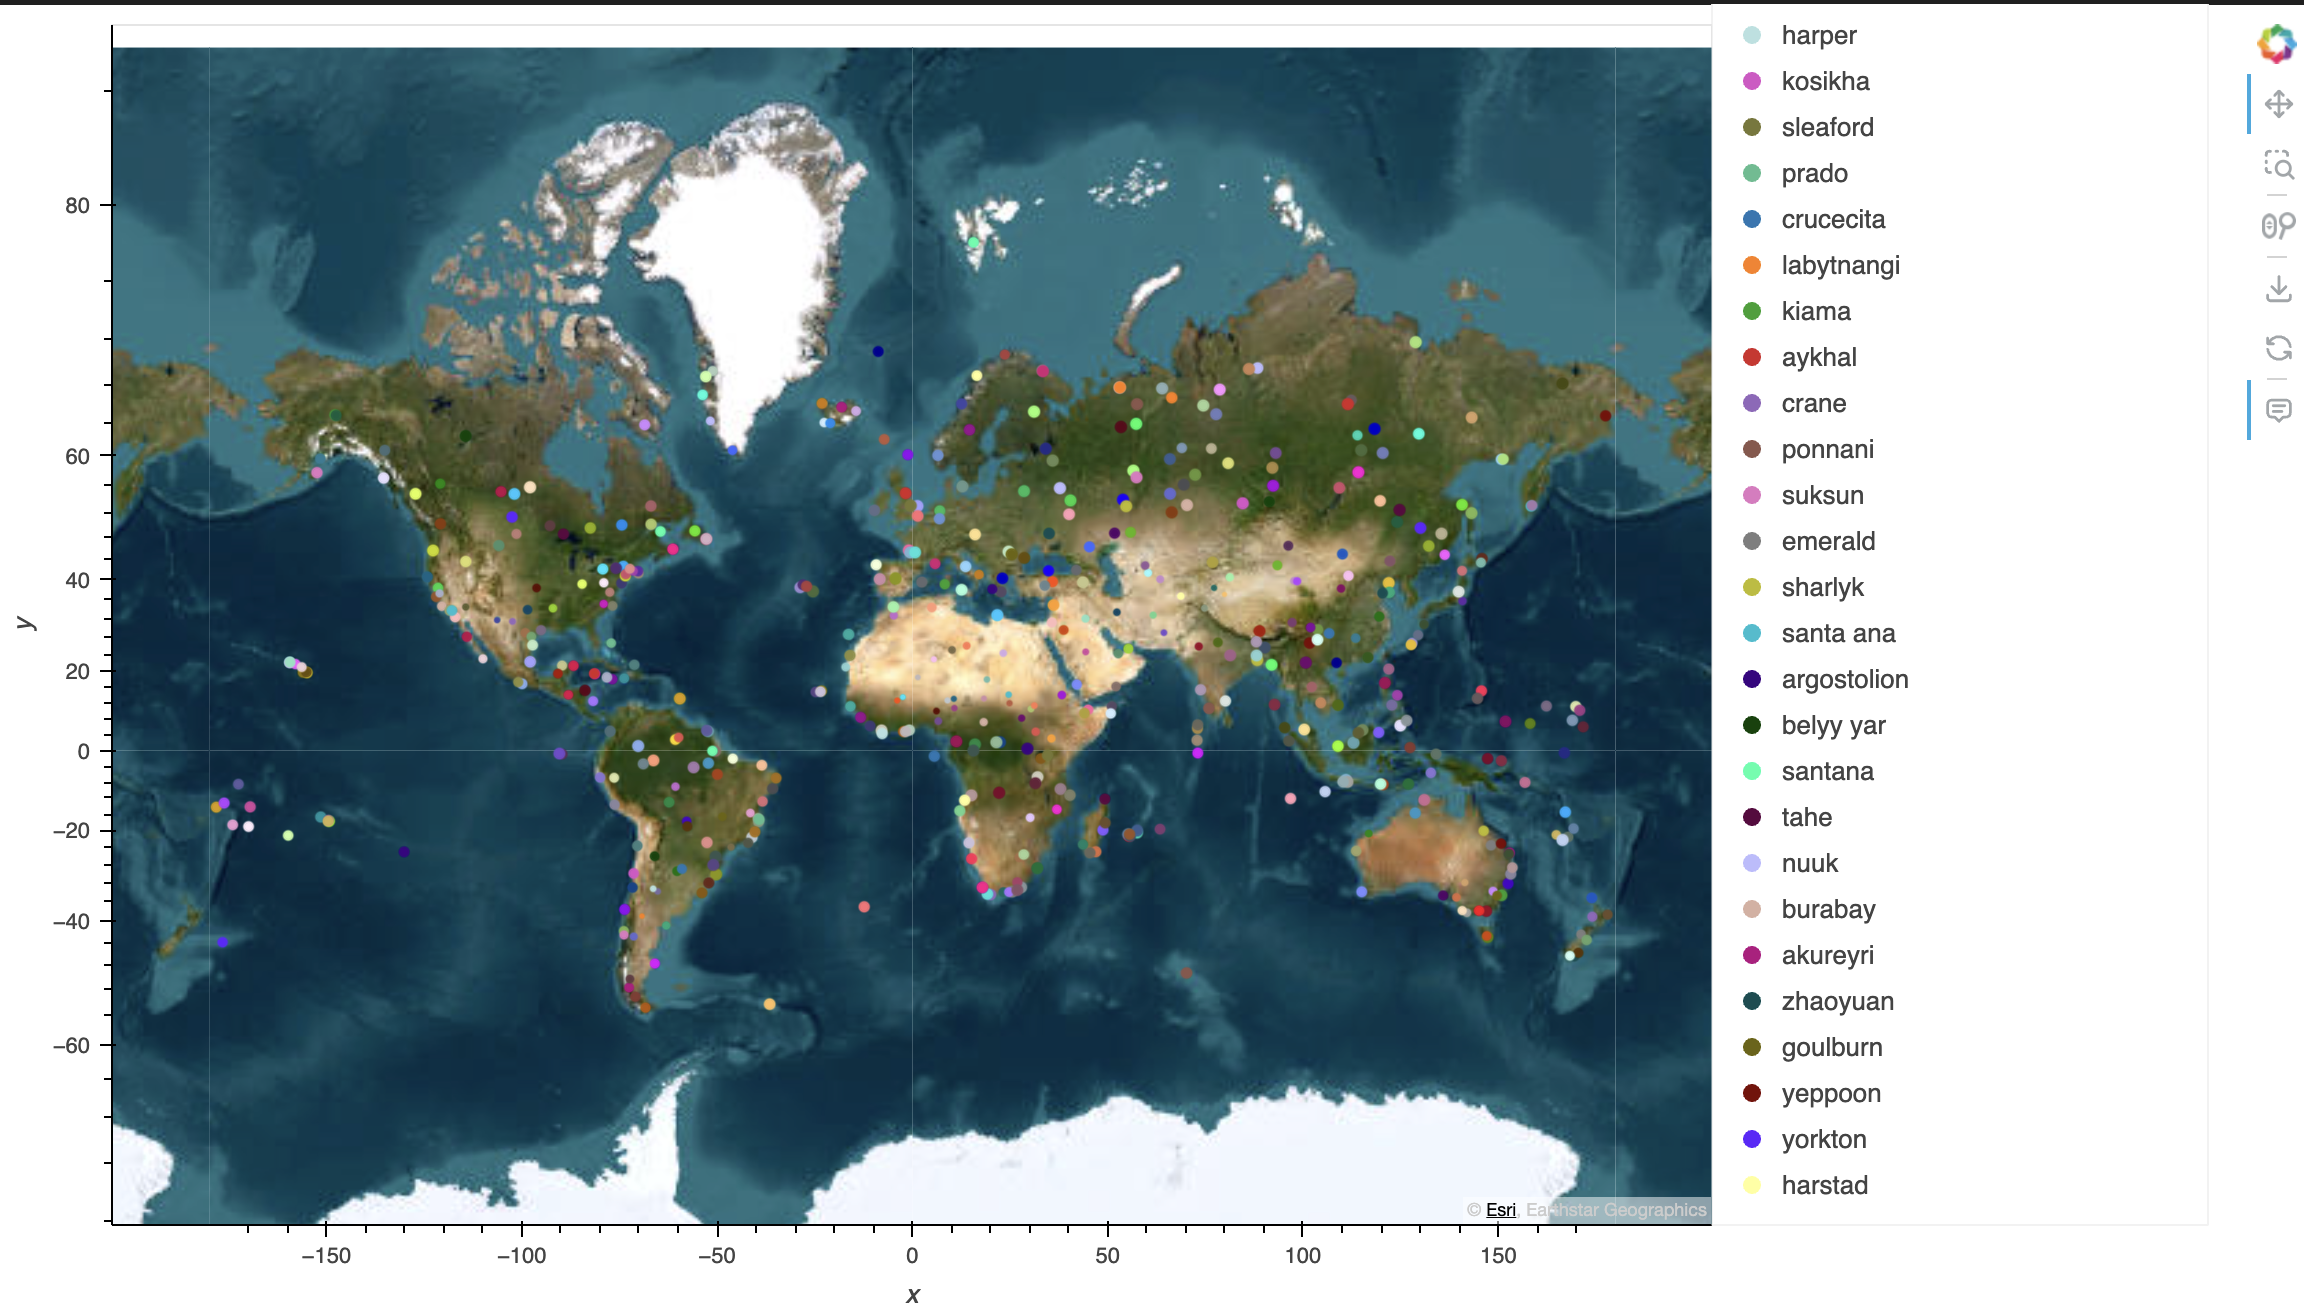 80
60
40
20
0
−20
−40
−60
y
−150
−100
−50
0
50
100
150
x
© Esri, Earthstar Geographics
harper
kosikha
sleaford
prado
crucecita
labytnangi
kiama
aykhal
crane
ponnani
suksun
emerald
sharlyk
santa ana
argostolion
belyy yar
santana
tahe
nuuk
burabay
akureyri
zhaoyuan
goulburn
yeppoon
yorkton
harstad